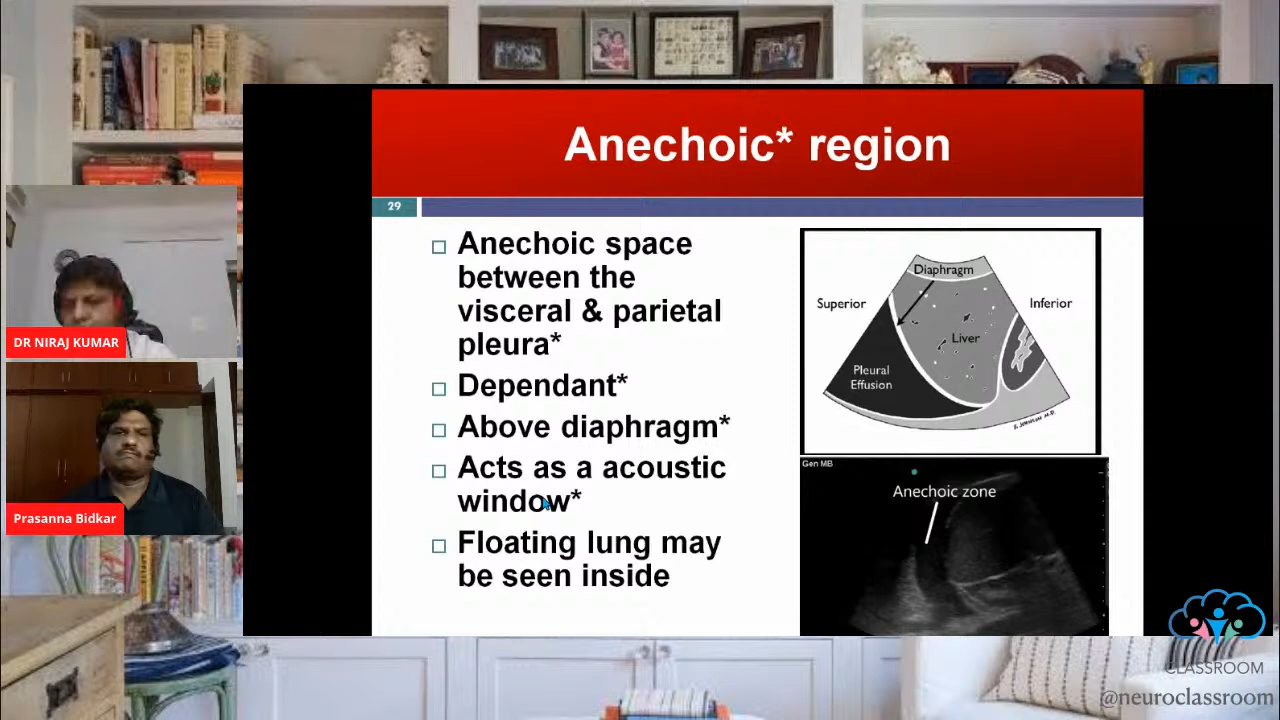 Anechoic* region
29
Anechoic space
between the
visceral & parietal
pleura*
Dependant*
Above diaphragm*
Acts as a acoustic
window*
Floating lung may
be seen inside
Diaphragm
Superior
Inferior
Liver
Pleural
Effusion
Gen MB
Anechoic zone
DR NIRAJ KUMAR
Prasanna Bidkar
CLASSROOM
@neuroclassroom